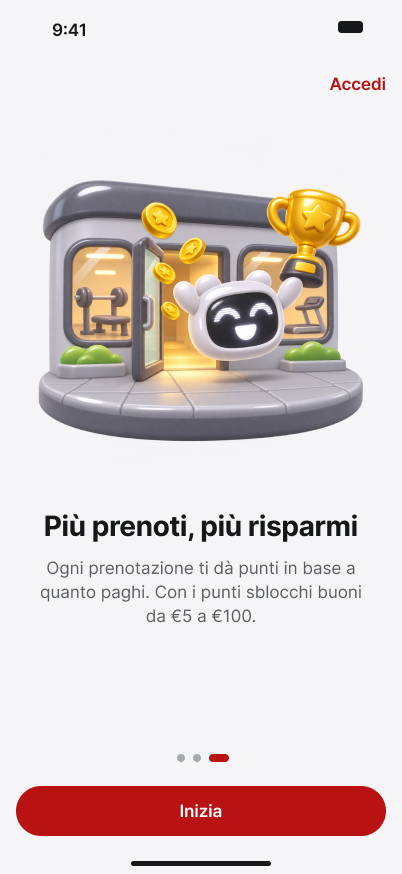 9:41
Accedi
Più prenoti, più risparmi
Ogni prenotazione ti dà punti in base a
quanto paghi. Con i punti sblocchi buoni
da €5 a €100.
Inizia